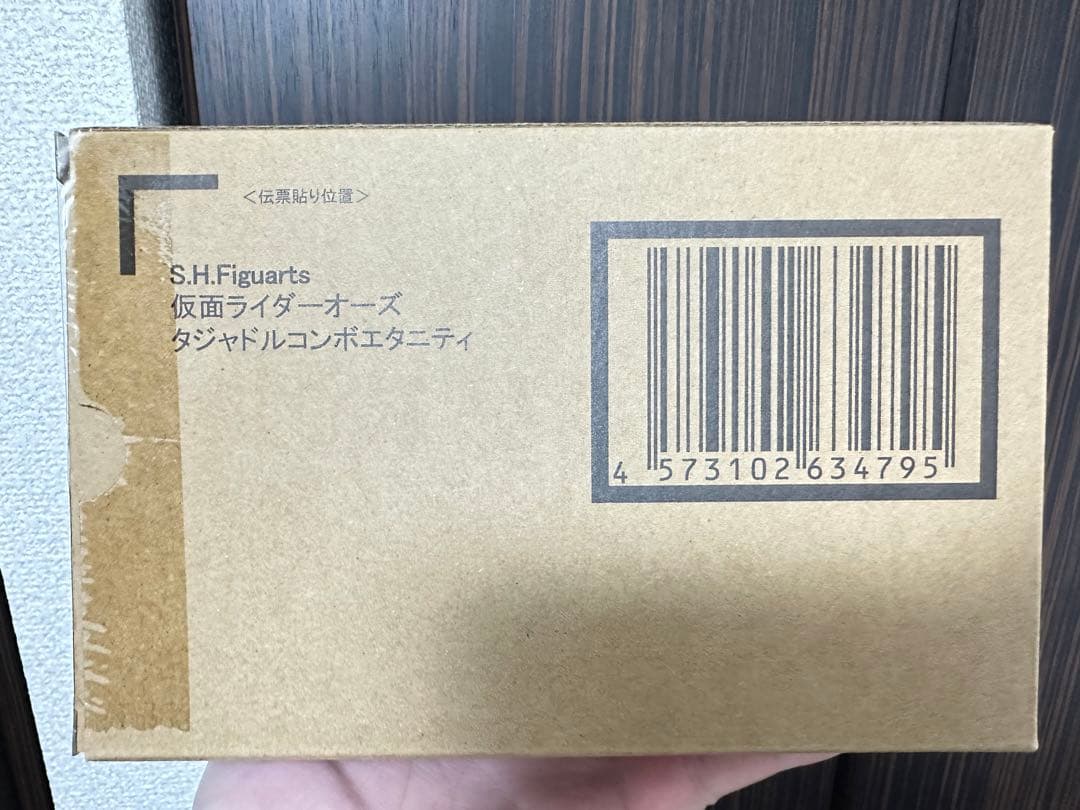 ＜伝票貼り位置＞
S.H.Figuarts
仮面ライダーオーズ
タジャドルコンボエタニティ
4 573102 634795